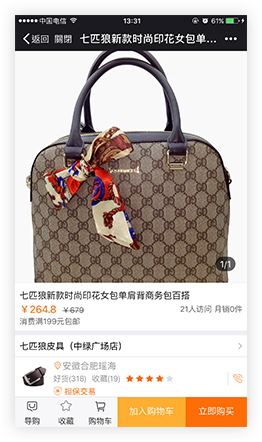 中国电信 13:31 61%
返回 關閉 七匹狼新款时尚印花女包单...
1/1
七匹狼新款时尚印花女包单肩背商务包百搭
￥264.8 ￥679 21人访问 月销0件
消费满199元包邮
七匹狼皮具（中绿广场店）
安徽合肥瑶海
好货(318) 收藏(19)
担保交易
导购 收藏 购物车 加入购物车 立即购买